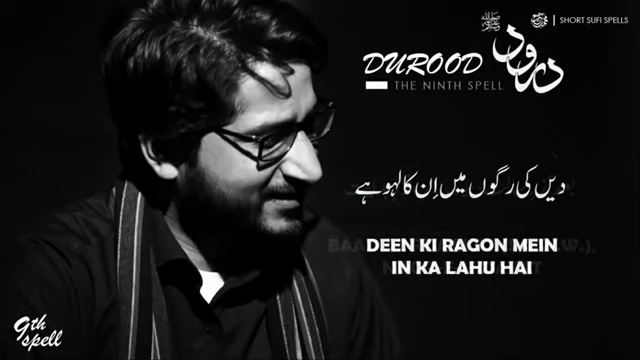 | SHORT SUFI SPELLS
DUROOD درود
THE NINTH SPELL
دیں کی رگوں میں اِن کا لہو ہے
DEEN KI RAGON MEIN
IN KA LAHU HAI
9th
spell